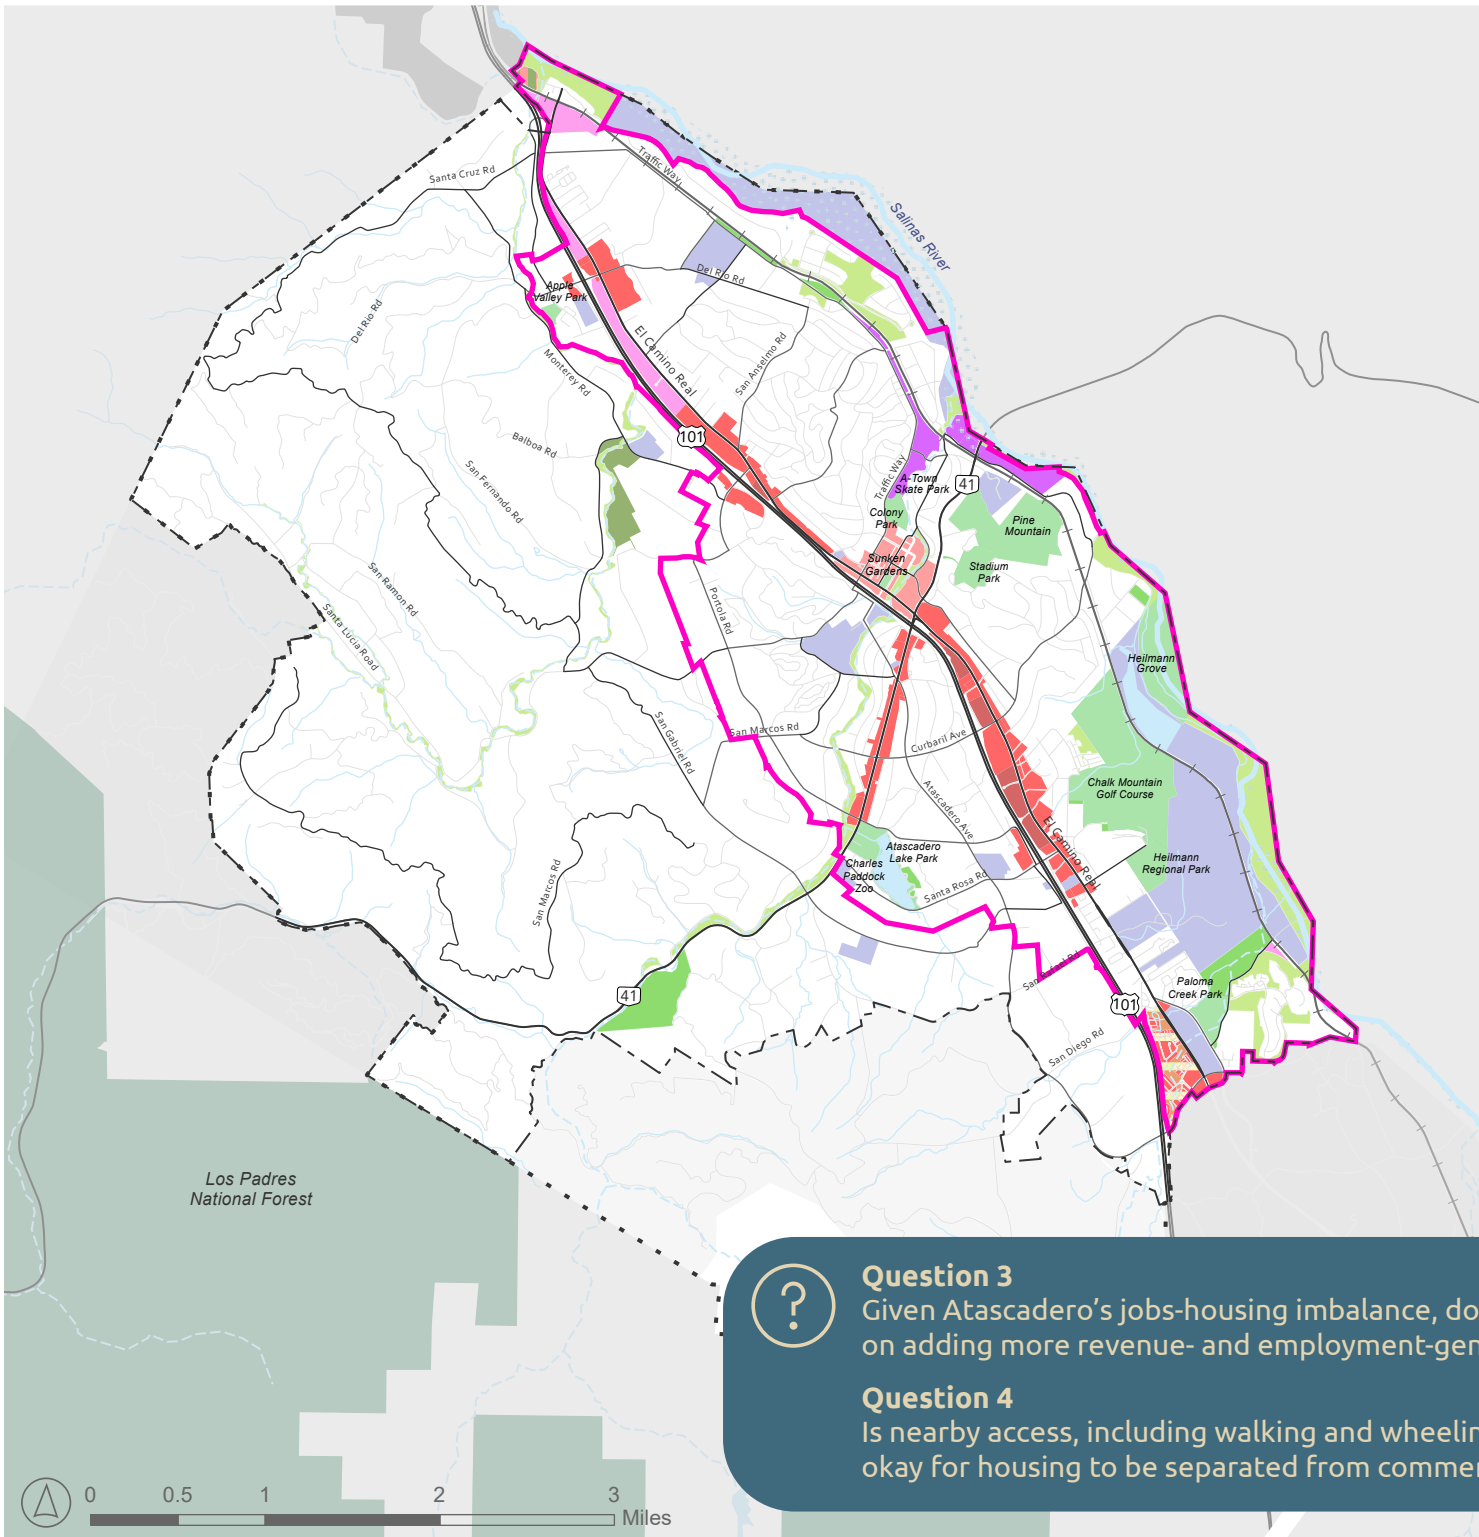 Santa Cruz Rd
Traffic Way
Salinas River
Del Rio Rd
Apple
Valley Park
Del Rio Rd
El Camino Real
San Anselmo Rd
Monterey Rd
101
Balboa Rd
San Fernando Rd
Traffic Way
A-Town
Skate Park
41
Colony
Park
Pine
Mountain
Sunken
Gardens
Stadium
Park
San Ramon Rd
Santa Lucia Road
Portola Rd
Heilmann
Grove
San Gabriel Rd
San Marcos Rd
Curbaril Ave
Atascadero Ave
Chalk Mountain
Golf Course
El Camino Real
Atascadero
Lake Park
Charles
Paddock
Zoo
Heilmann
Regional Park
Santa Rosa Rd
San Marcos Rd
San Rafael Rd
Paloma
Creek Park
41
101
San Diego Rd
Los Padres
National Forest
?
Question 3
Given Atascadero’s jobs-housing imbalance, do
on adding more revenue- and employment-gen
Question 4
Is nearby access, including walking and wheelin
okay for housing to be separated from commer
0 0.5 1 2 3
Miles